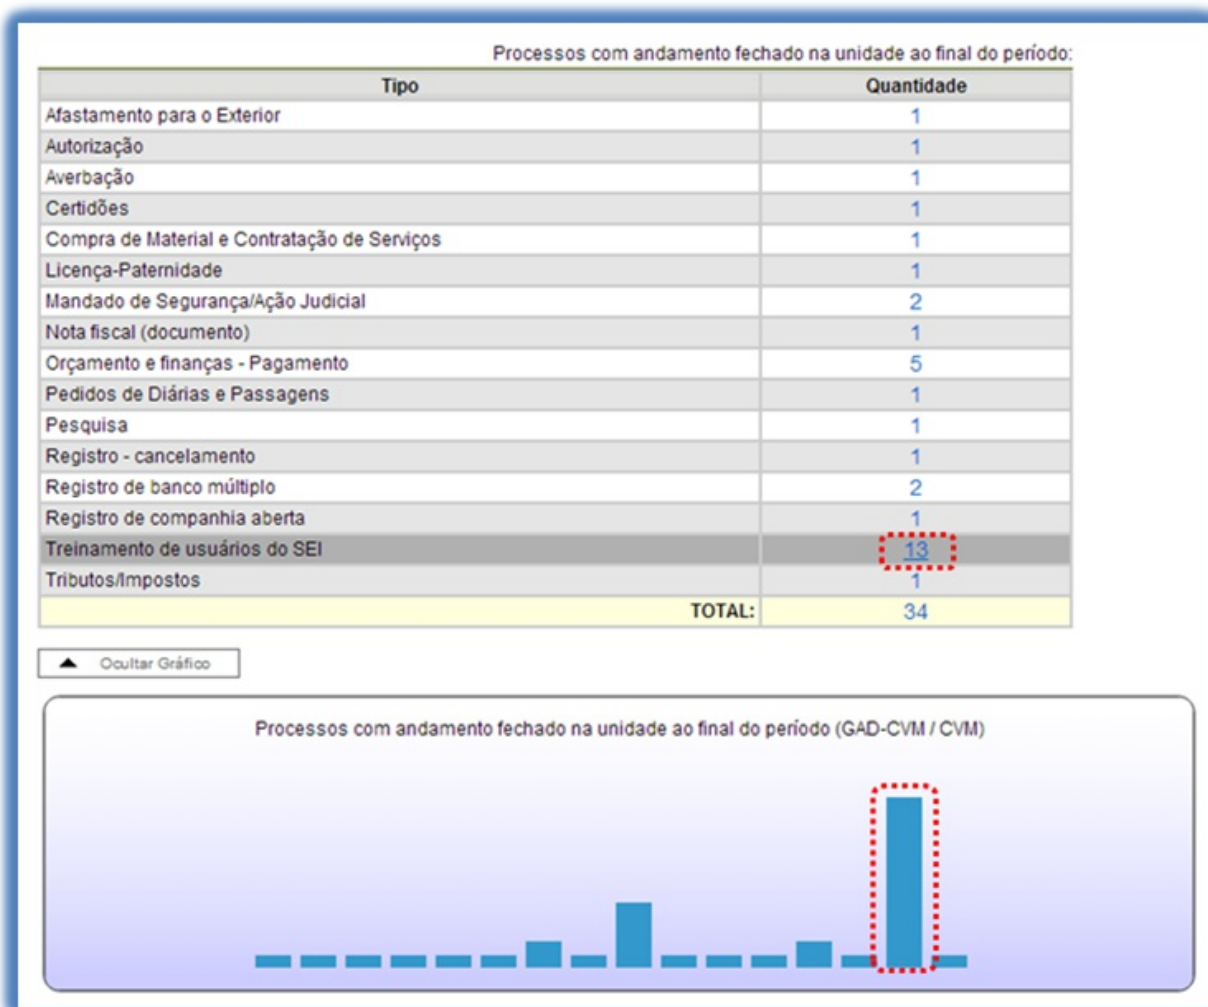 Processos com andamento fechado na unidade ao final do período:
Tipo Quantidade
Afastamento para o Exterior 1
Autorização 1
Averbação 1
Certidões 1
Compra de Material e Contratação de Serviços 1
Licença-Paternidade 1
Mandado de Segurança/Ação Judicial 2
Nota fiscal (documento) 1
Orçamento e finanças - Pagamento 5
Pedidos de Diárias e Passagens 1
Pesquisa 1
Registro - cancelamento 1
Registro de banco múltiplo 2
Registro de companhia aberta 1
Treinamento de usuários do SEI 13
Tributos/Impostos 1
TOTAL: 34
Ocultar Gráfico
Processos com andamento fechado na unidade ao final do período (GAD-CVM / CVM)